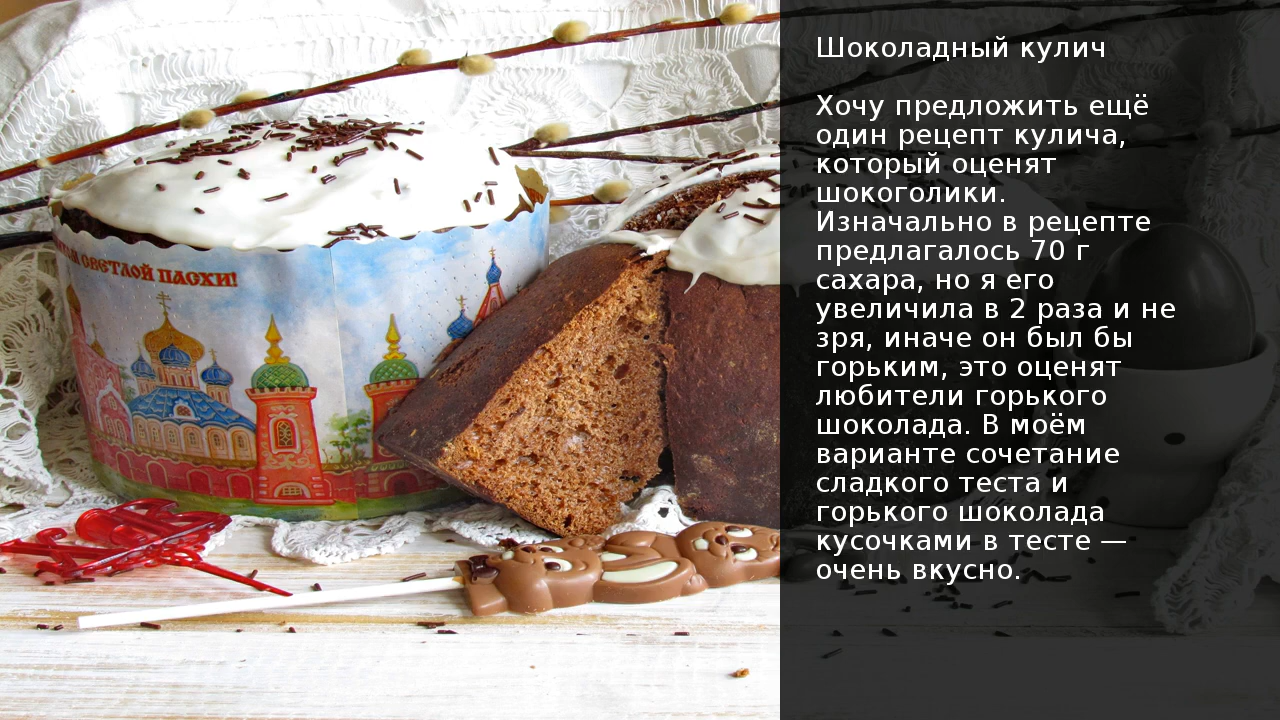 Шоколадный кулич
Хочу предложить ещё
один рецепт кулича,
который оценят
шокоголики.
Изначально в рецепте
предлагалось 70 г
сахара, но я его
увеличила в 2 раза и не
зря, иначе он был бы
горьким, это оценят
любители горького
шоколада. В моём
варианте сочетание
сладкого теста и
горького шоколада
кусочками в тесте —
очень вкусно.
СВЕТЛОЙ ПАСХИ!